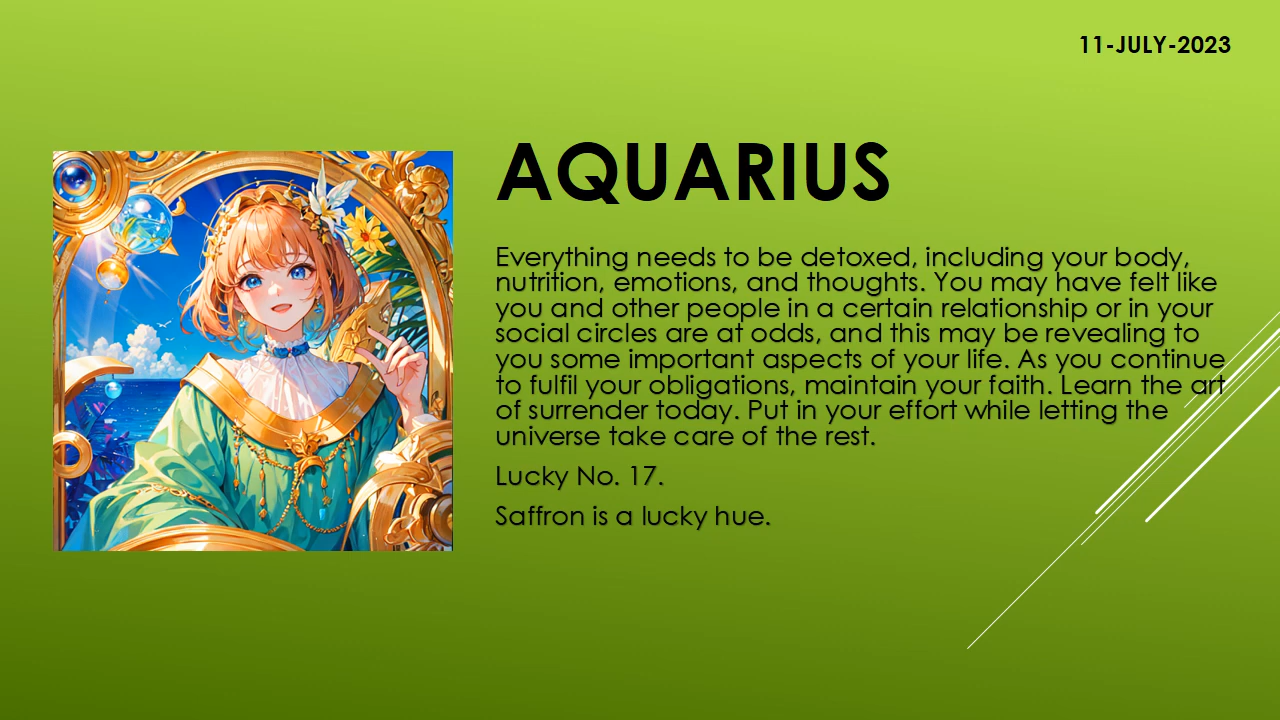 11-JULY-2023
AQUARIUS
Everything needs to be detoxed, including your body,
nutrition, emotions, and thoughts. You may have felt like
you and other people in a certain relationship or in your
social circles are at odds, and this may be revealing to
you some important aspects of your life. As you continue
to fulfil your obligations, maintain your faith. Learn the art
of surrender today. Put in your effort while letting the
universe take care of the rest.
Lucky No. 17.
Saffron is a lucky hue.